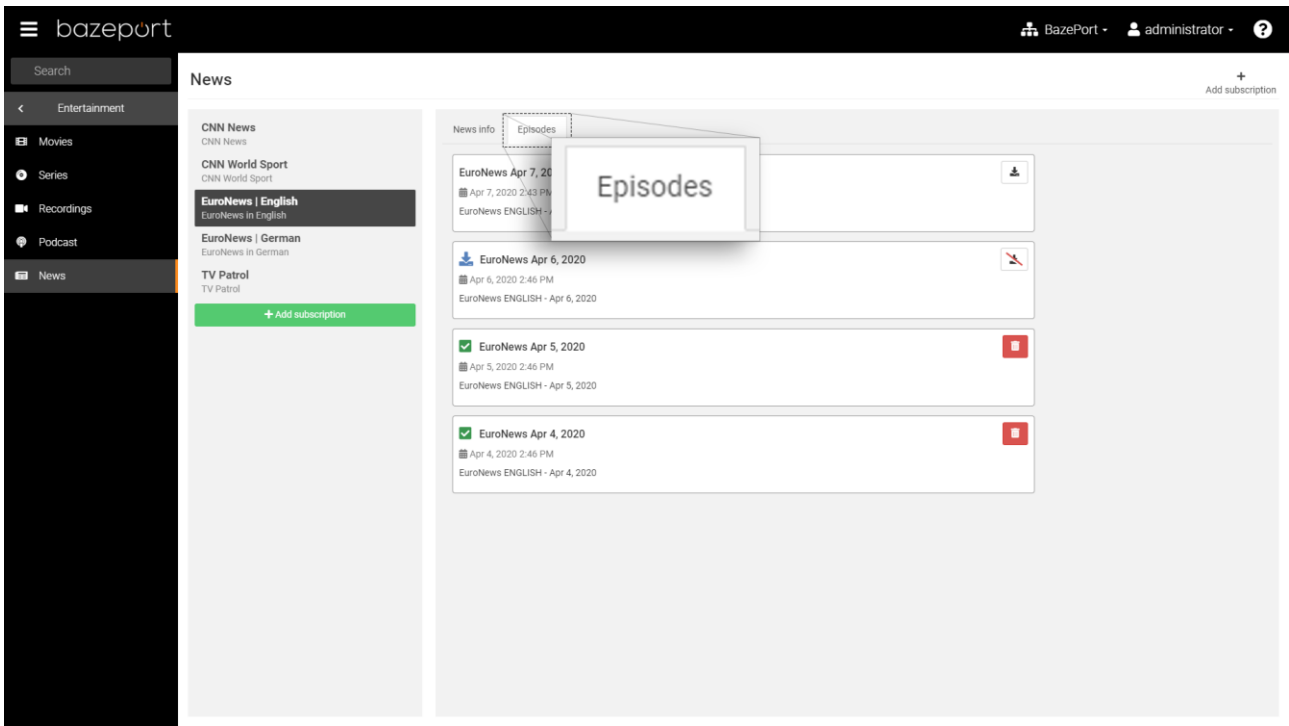 bazeport
BazePort
administrator
?
Search
Entertainment
Movies
Series
Recordings
Podcast
News
News
+
Add subscription
CNN News
CNN News
CNN World Sport
CNN World Sport
EuroNews | English
EuroNews in English
EuroNews | German
EuroNews in German
TV Patrol
TV Patrol
+ Add subscription
News info
Episodes
Episodes
EuroNews Apr 7, 20
Apr 7, 2020 2:43 PM
EuroNews ENGLISH -
EuroNews Apr 6, 2020
Apr 6, 2020 2:46 PM
EuroNews ENGLISH - Apr 6, 2020
EuroNews Apr 5, 2020
Apr 5, 2020 2:46 PM
EuroNews ENGLISH - Apr 5, 2020
EuroNews Apr 4, 2020
Apr 4, 2020 2:46 PM
EuroNews ENGLISH - Apr 4, 2020